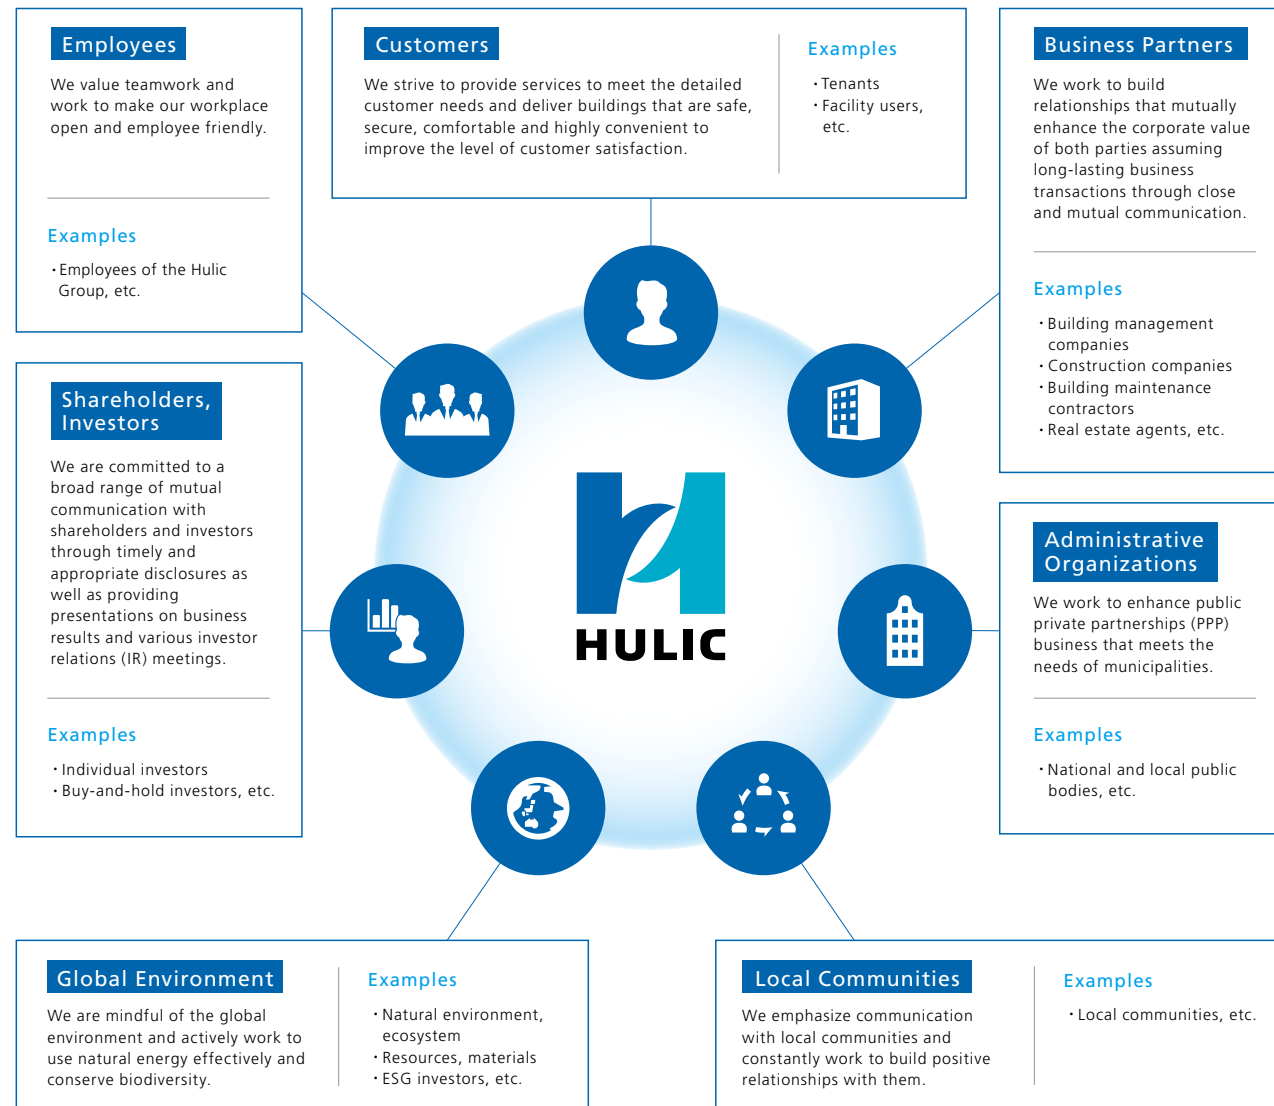 Employees
We value teamwork and
work to make our workplace
open and employee friendly.
Examples
・Employees of the Hulic
Group, etc.
Customers
We strive to provide services to meet the detailed
customer needs and deliver buildings that are safe,
secure, comfortable and highly convenient to
improve the level of customer satisfaction.
Examples
・Tenants
・Facility users,
etc.
Business Partners
We work to build
relationships that mutually
enhance the corporate value
of both parties assuming
long-lasting business
transactions through close
and mutual communication.
Examples
・Building management
companies
・Construction companies
・Building maintenance
contractors
・Real estate agents, etc.
Shareholders,
Investors
We are committed to a
broad range of mutual
communication with
shareholders and investors
through timely and
appropriate disclosures as
well as providing
presentations on business
results and various investor
relations (IR) meetings.
Examples
・Individual investors
・Buy-and-hold investors, etc.
HULIC
Administrative
Organizations
We work to enhance public
private partnerships (PPP)
business that meets the
needs of municipalities.
Examples
・National and local public
bodies, etc.
Global Environment
We are mindful of the global
environment and actively work to
use natural energy effectively and
conserve biodiversity.
Examples
・Natural environment,
ecosystem
・Resources, materials
・ESG investors, etc.
Local Communities
We emphasize communication
with local communities and
constantly work to build positive
relationships with them.
Examples
・Local communities, etc.